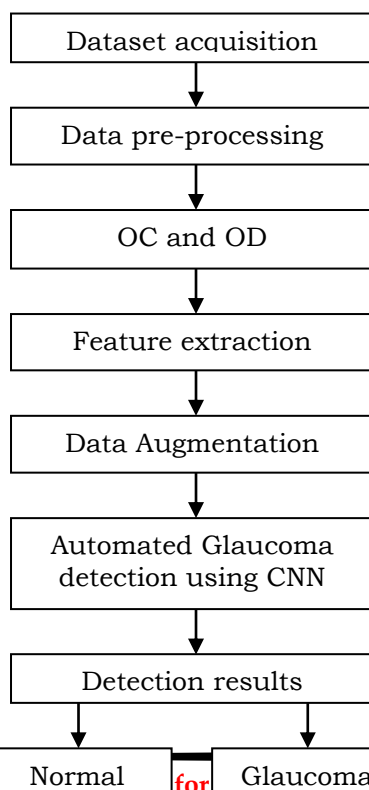 Dataset acquisition
Data pre-processing
OC and OD
Feature extraction
Data Augmentation
Automated Glaucoma
detection using CNN
Detection results
Normal for Glaucoma